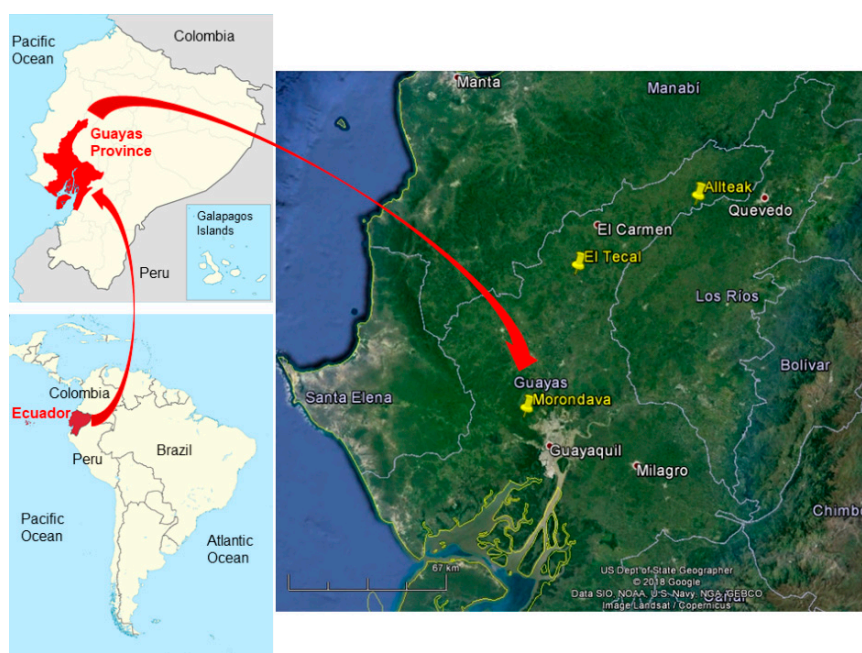 Pacific
Ocean
Colombia
Guayas
Province
Galapagos
Islands
Peru
Colombia
Ecuador
Peru
Brazil
Pacific
Ocean
Atlantic
Ocean
Manta
Manabí
Allteak
Quevedo
El Carmen
El Tecal
Los Ríos
Bolívar
Guayas
Santa Elena
Morondava
Guayaquil
Milagro
67 km
US Dept of State Geographer
© 2018 Google
Data SIO, NOAA, U.S. Navy, NGA, GEBCO
Image Landsat / Copernicus